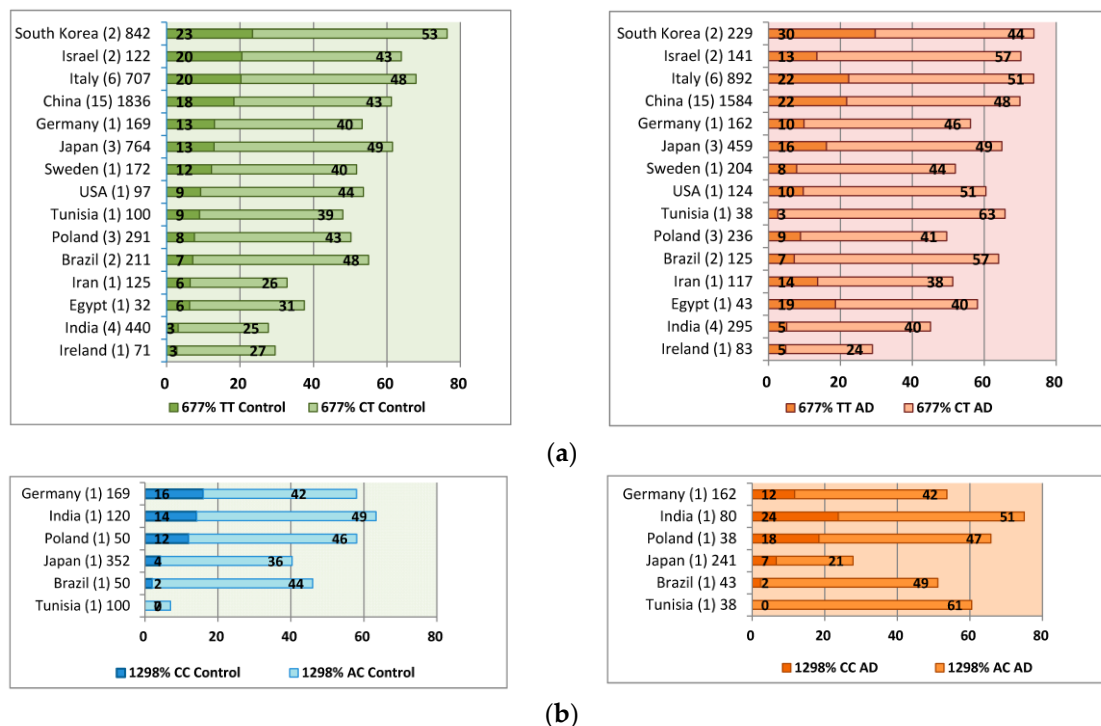 (a)
South Korea (2) 842 23 53
Israel (2) 122 20 43
Italy (6) 707 20 48
China (15) 1836 18 43
Germany (1) 169 13 40
Japan (3) 764 13 49
Sweden (1) 172 12 40
USA (1) 97 9 44
Tunisia (1) 100 9 39
Poland (3) 291 8 43
Brazil (2) 211 7 48
Iran (1) 125 6 26
Egypt (1) 32 6 31
India (4) 440 3 25
Ireland (1) 71 3 27
0 20 40 60 80
677% TT Control 677% CT Control
South Korea (2) 229 30 44
Israel (2) 141 13 57
Italy (6) 892 22 51
China (15) 1584 22 48
Germany (1) 162 10 46
Japan (3) 459 16 49
Sweden (1) 204 8 44
USA (1) 124 10 51
Tunisia (1) 38 3 63
Poland (3) 236 9 41
Brazil (2) 125 7 57
Iran (1) 117 14 38
Egypt (1) 43 19 40
India (4) 295 5 40
Ireland (1) 83 5 24
0 20 40 60 80
677% TT AD 677% CT AD
Germany (1) 169 16 42
India (1) 120 14 49
Poland (1) 50 12 46
Japan (1) 352 4 36
Brazil (1) 50 2 44
Tunisia (1) 100
0 20 40 60 80
1298% CC Control 1298% AC Control
Germany (1) 162 12 42
India (1) 80 24 51
Poland (1) 38 18 47
Japan (1) 241 7 21
Brazil (1) 43 2 49
Tunisia (1) 38 0 61
0 20 40 60 80
1298% CC AD 1298% AC AD
(b)